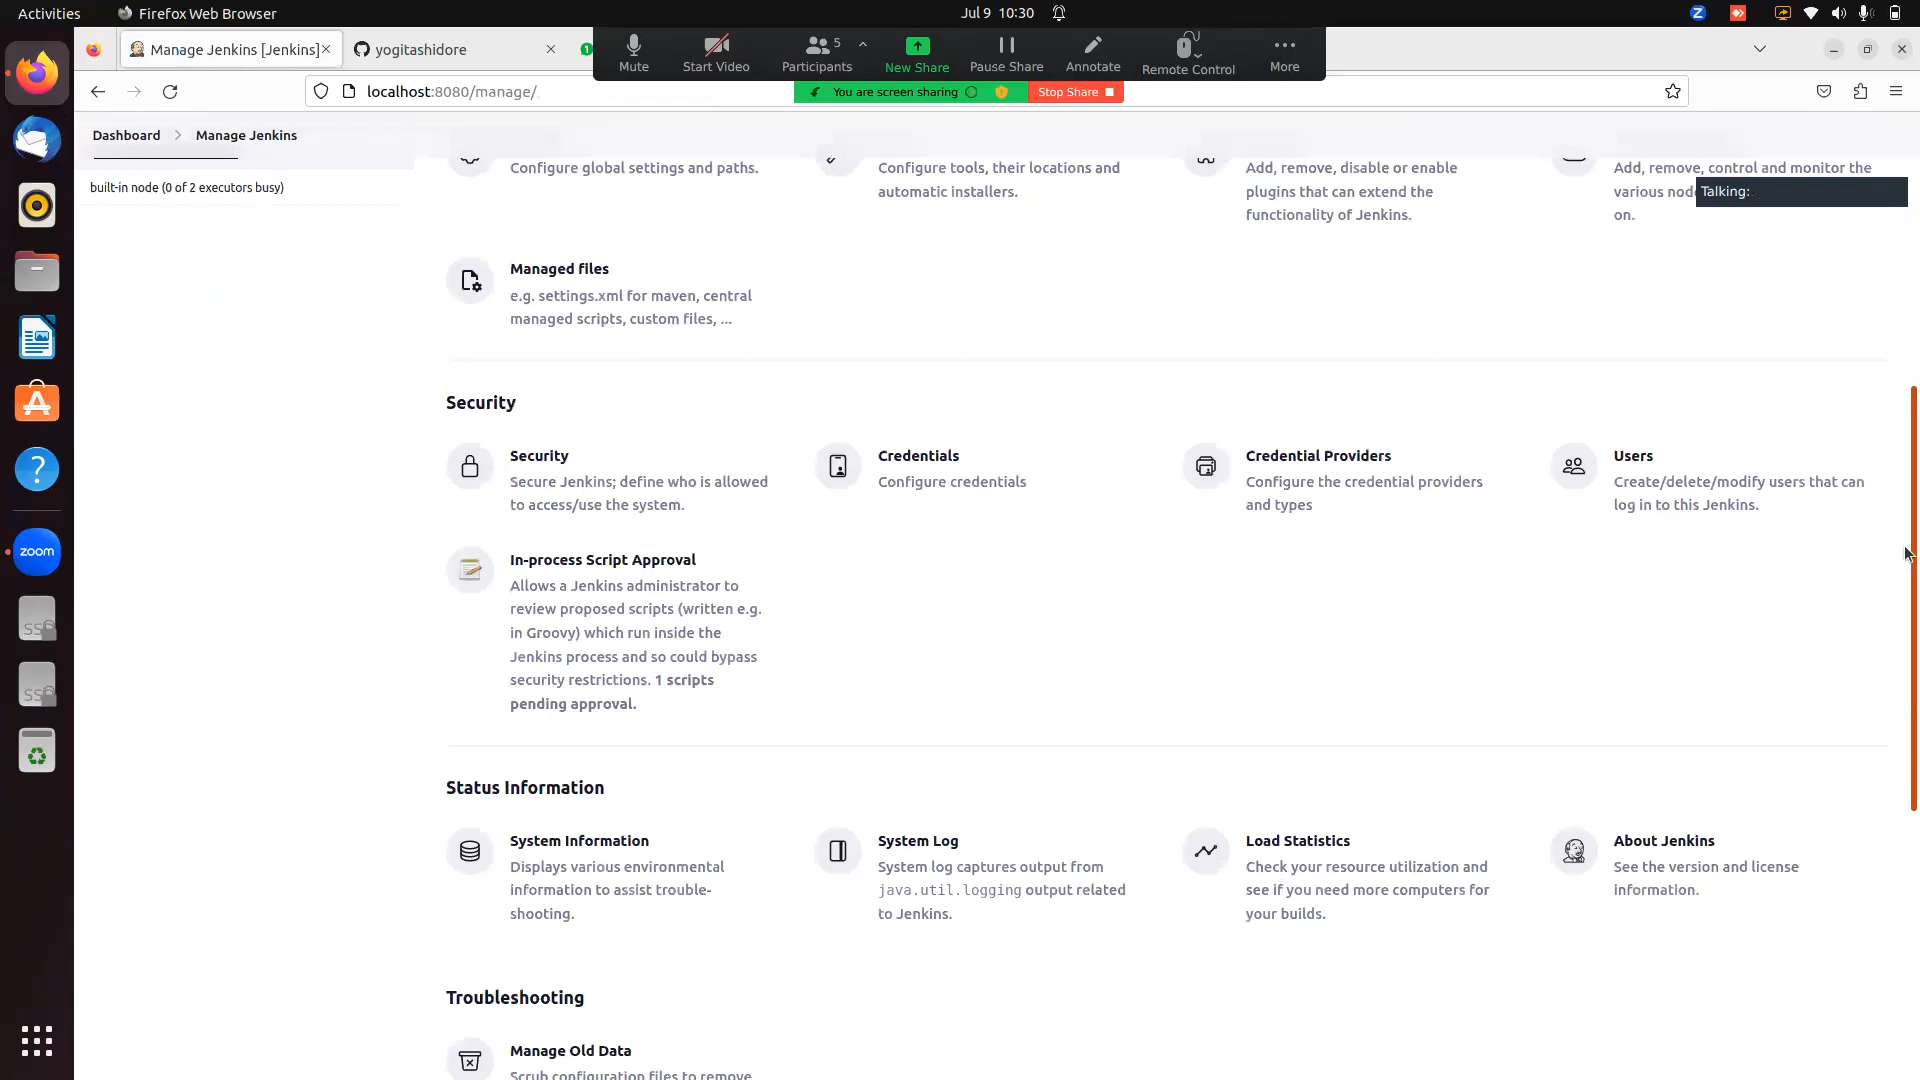 Activities
Firefox Web Browser
Jul 9 10:30
Z
Manage Jenkins [Jenkins]
yogitashidore
1
Mute
Start Video
5
Participants
New Share
Pause Share
Annotate
Remote Control
More
localhost:8080/manage/
You are screen sharing
Stop Share
Dashboard
Manage Jenkins
built-in node (0 of 2 executors busy)
Configure global settings and paths.
Configure tools, their locations and
automatic installers.
Add, remove, disable or enable
plugins that can extend the
functionality of Jenkins.
Add, remove, control and monitor the
various
on.
Talking:
Managed files
e.g. settings.xml for maven, central
managed scripts, custom files, ...
Security
Security
Secure Jenkins; define who is allowed
to access/use the system.
Credentials
Configure credentials
Credential Providers
Configure the credential providers
and types
Users
Create/delete/modify users that can
log in to this Jenkins.
In-process Script Approval
Allows a Jenkins administrator to
review proposed scripts (written e.g.
in Groovy) which run inside the
Jenkins process and so could bypass
security restrictions. 1 scripts
pending approval.
Status Information
System Information
Displays various environmental
information to assist trouble-
shooting.
System Log
System log captures output from
java.util.logging output related
to Jenkins.
Load Statistics
Check your resource utilization and
see if you need more computers for
your builds.
About Jenkins
See the version and license
information.
Troubleshooting
Manage Old Data
Scrub configuration files to remove
zoom